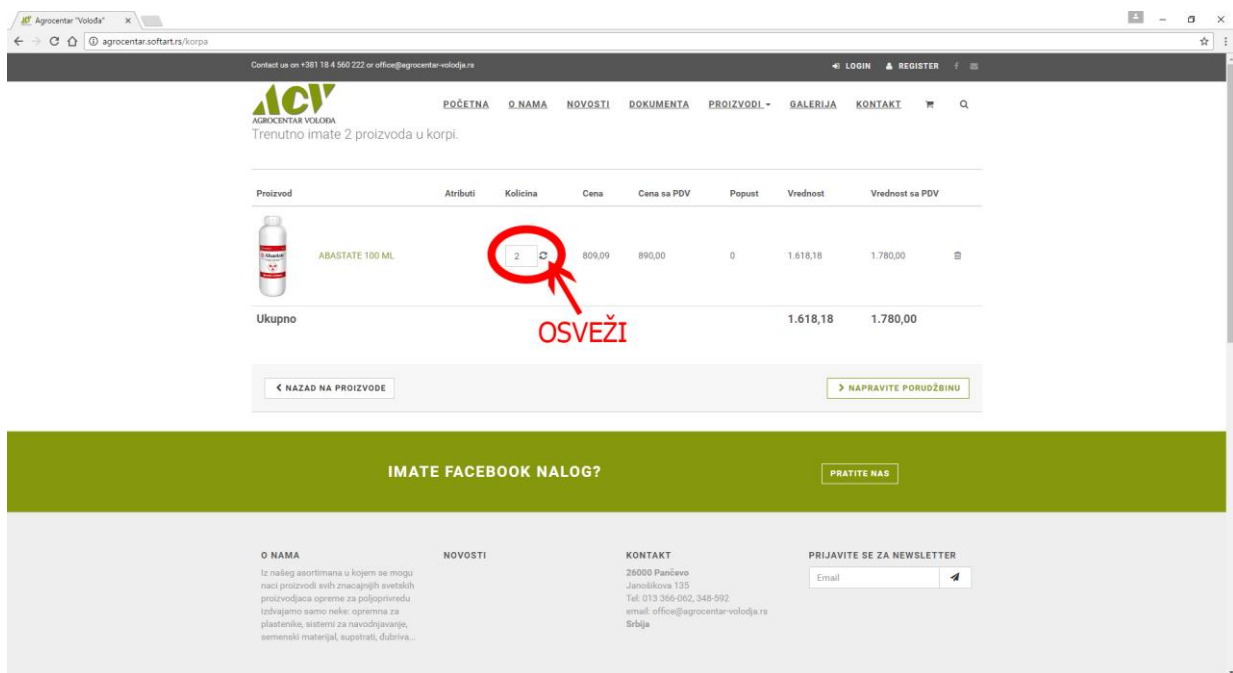 Agrocentar "Volođa"
agrocentar.softart.rs/korpa
Contact us on +381 18 4 560 222 or office@agrocentar-volodja.rs
LOGIN REGISTER
ACV
AGROCENTAR VOLOĐA
POČETNA O NAMA NOVOSTI DOKUMENTA PROIZVODI GALERIJA KONTAKT
Trenutno imate 2 proizvoda u korpi.
Proizvod Atributi Kolicina Cena Cena sa PDV Popust Vrednost Vrednost sa PDV
ABASTATE 100 ML 2 809,09 890,00 0 1.618,18 1.780,00
Ukupno 1.618,18 1.780,00
OSVEŽI
NAZAD NA PROIZVODE NAPRAVITE PORUDŽBINU
IMATE FACEBOOK NALOG? PRATITE NAS
O NAMA
Iz našeg asortimana u kojem se mogu
naci proizvodi svih znacajnjih svetskih
proizvodjaca opreme za poljoprivredu
izdvajamo samo neke: opremna za
plastenike, sistemi za navodnjavanje,
semenski materijal, supstrati, đubriva...
NOVOSTI
KONTAKT
26000 Pančevo
Janošikova 135
Tel: 013 366-062, 348-592
email: office@agrocentar-volodja.rs
Srbija
PRIJAVITE SE ZA NEWSLETTER
Email